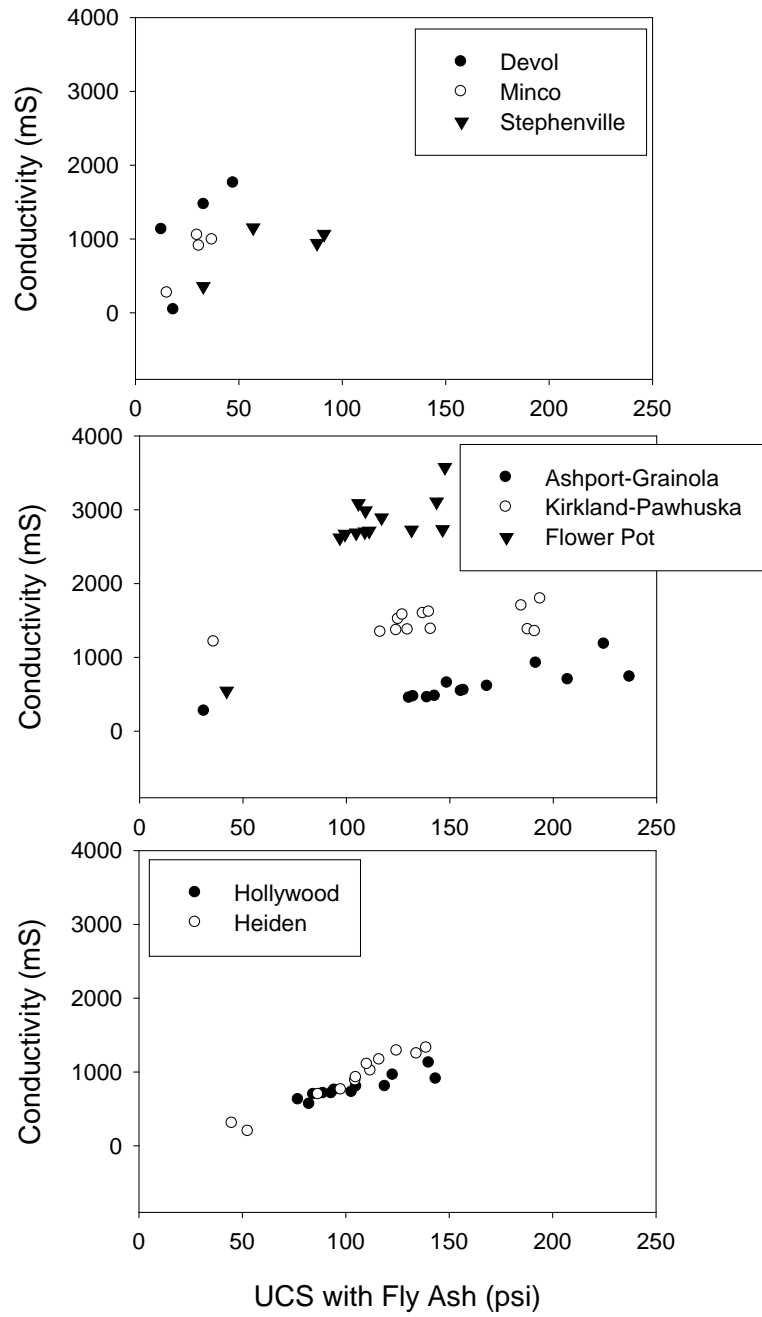 4000
3000
2000
1000
0
Conductivity (mS)
Devol
Minco
Stephenville
0 50 100 150 200 250
4000
3000
2000
1000
0
Conductivity (mS)
Ashport-Grainola
Kirkland-Pawhuska
Flower Pot
0 50 100 150 200 250
4000
3000
2000
1000
0
Conductivity (mS)
Hollywood
Heiden
0 50 100 150 200 250
UCS with Fly Ash (psi)